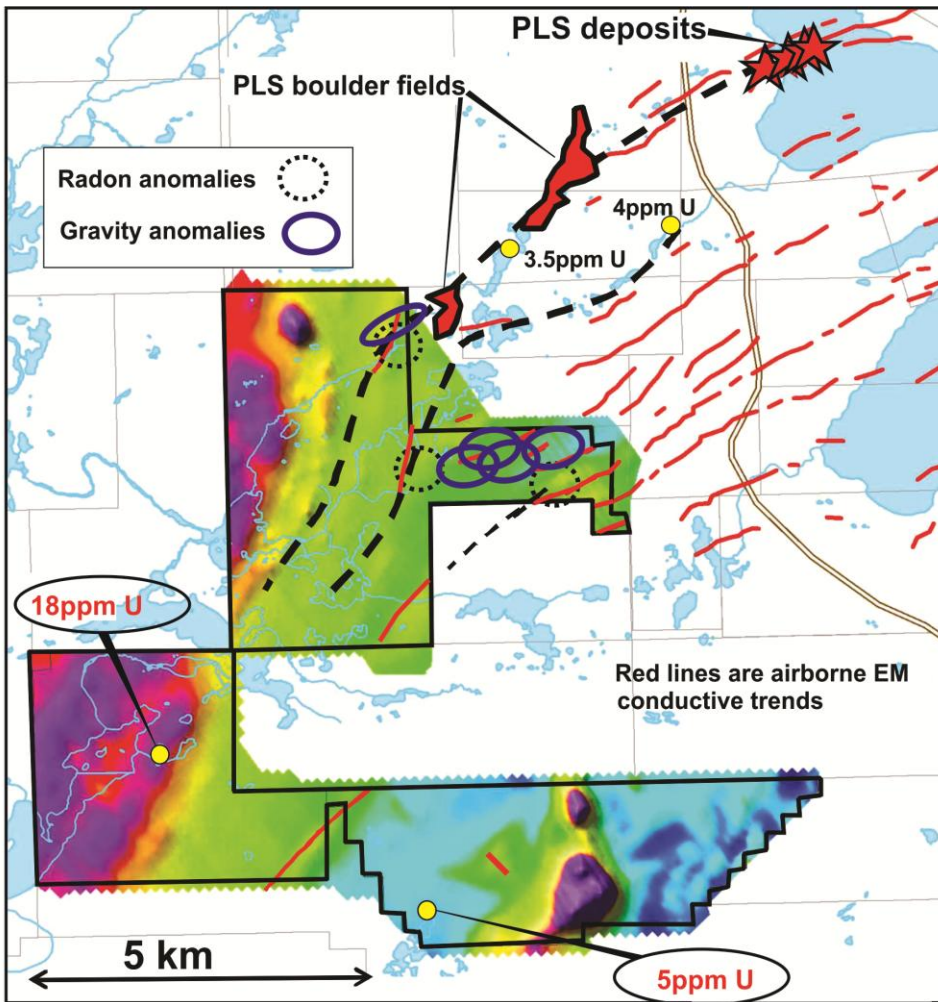 PLS deposits
PLS boulder fields
Radon anomalies
Gravity anomalies
4ppm U
3.5ppm U
18ppm U
Red lines are airborne EM
conductive trends
5 km
5ppm U